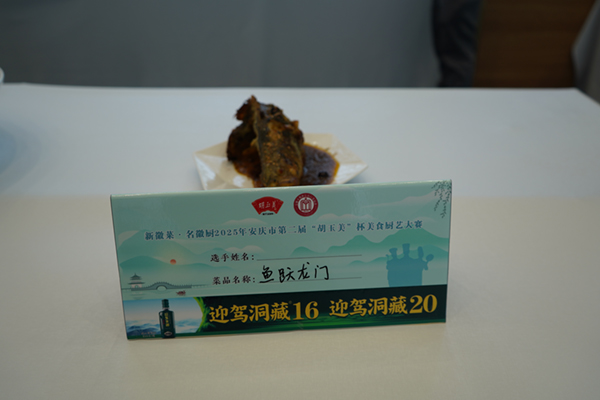 胡玉美
新徽菜·名徽厨2025年安庆市第二届“胡玉美”杯美食厨艺大赛
选手姓名:
菜品名称: 鱼跃龙门
迎驾洞藏16 迎驾洞藏20